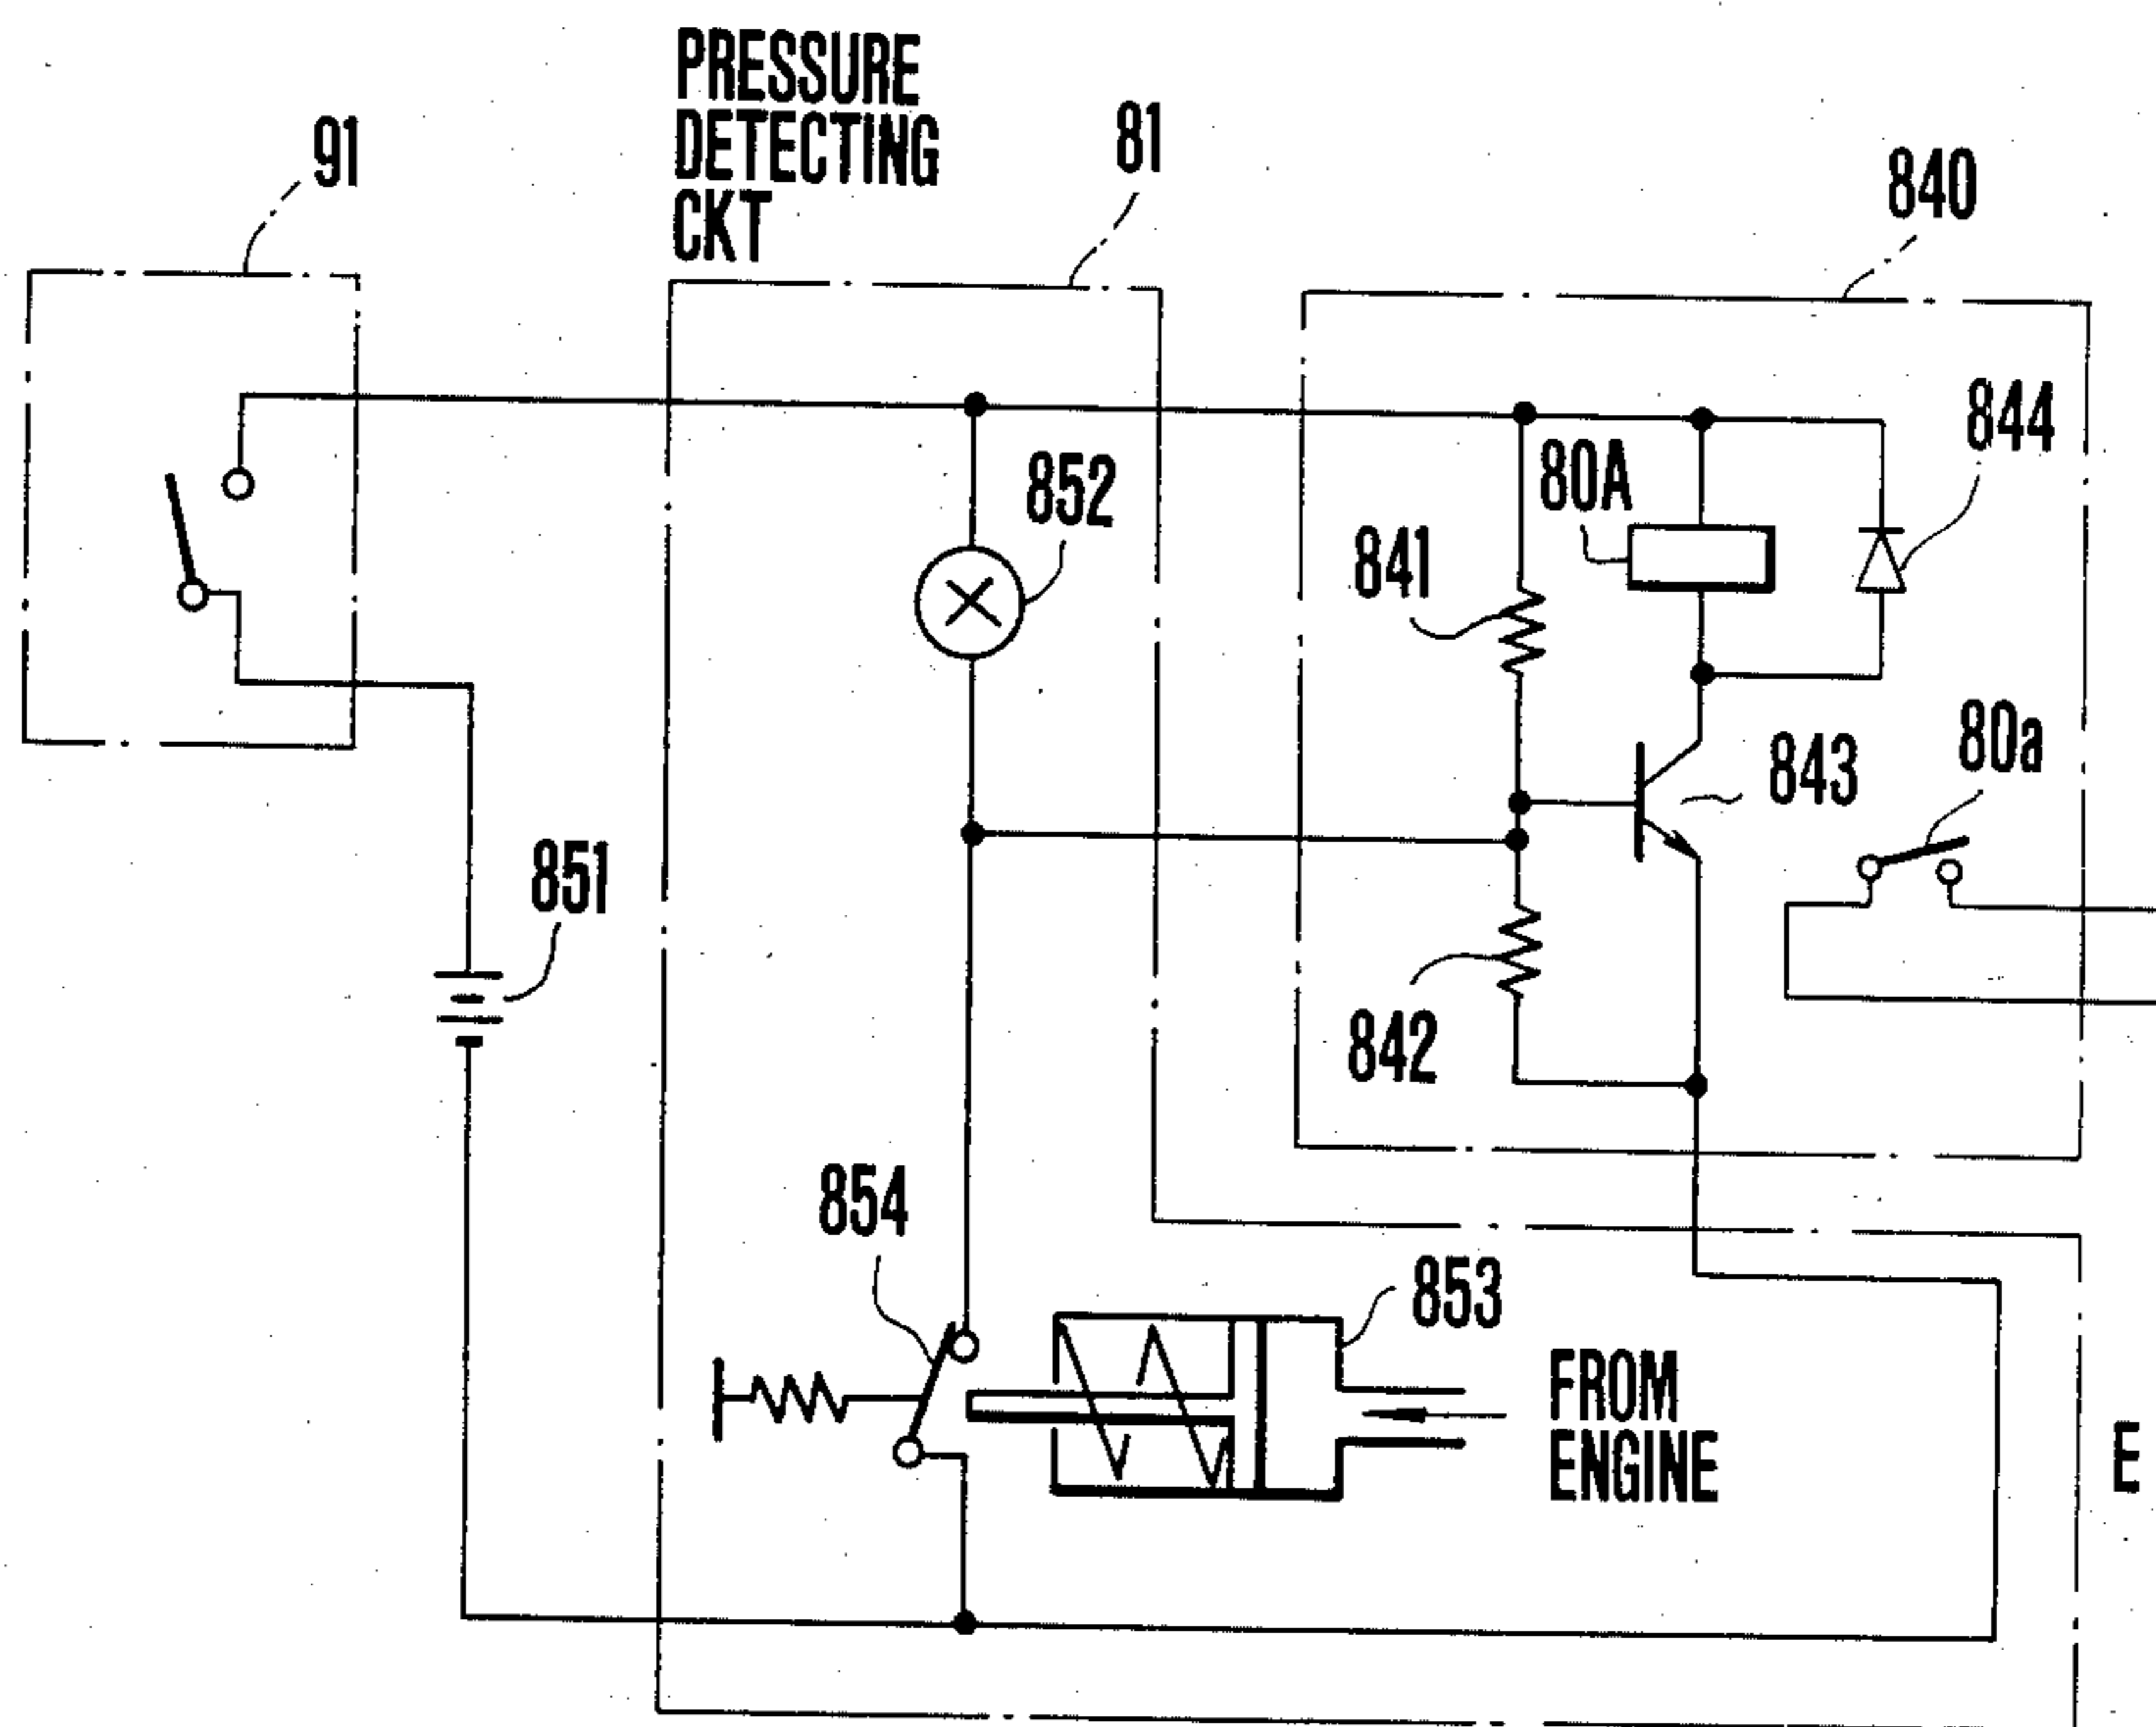 PRESSURE
DETECTING
CKT
91
81
840
844
852
80A
841
80a
843
851
842
854
853
FROM
ENGINE
E